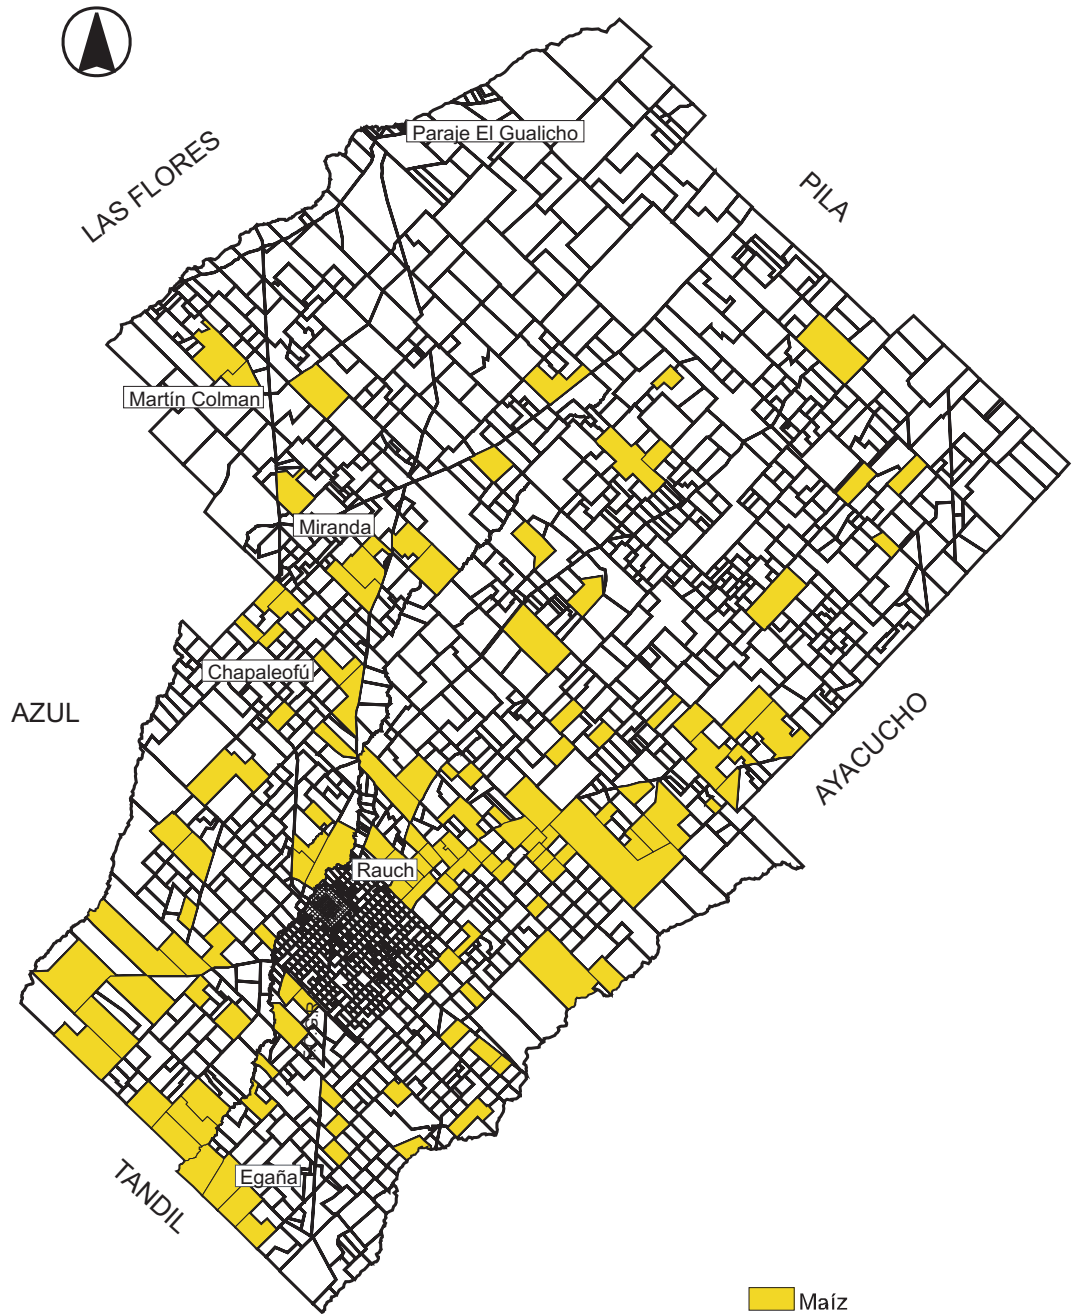 Paraje El Gualicho
LAS FLORES
PILA
Martín Colman
Miranda
Chapaleofú
AZUL
AYACUCHO
Rauch
TANDIL
Egaña
Maíz